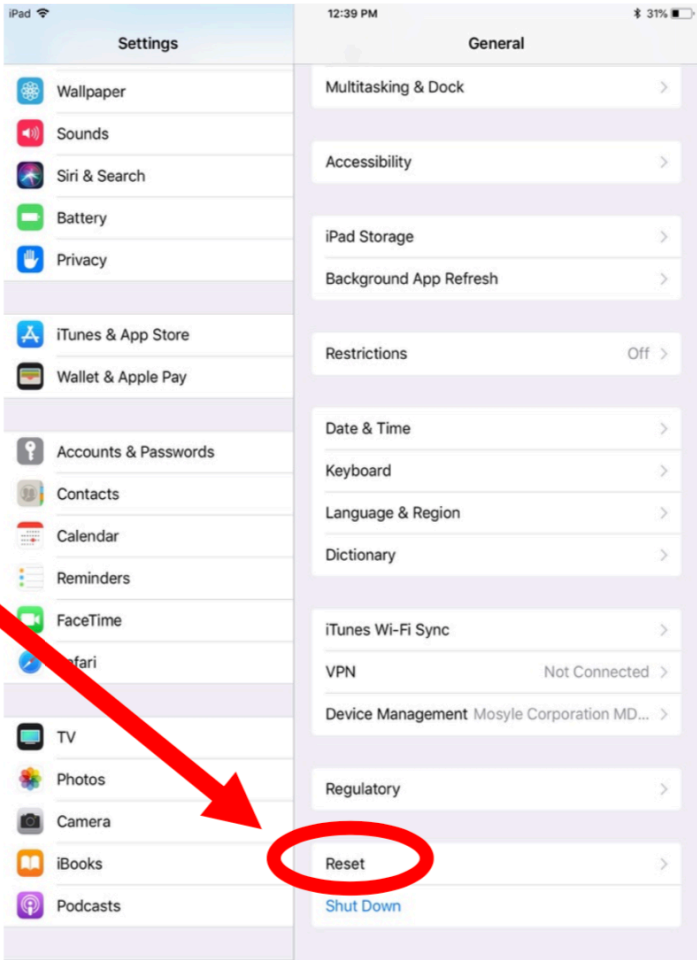 iPad
12:39 PM
31%
Settings
General
Wallpaper
Sounds
Siri & Search
Battery
Privacy
iTunes & App Store
Wallet & Apple Pay
Accounts & Passwords
Contacts
Calendar
Reminders
FaceTime
afari
TV
Photos
Camera
iBooks
Podcasts
Multitasking & Dock
Accessibility
iPad Storage
Background App Refresh
Restrictions Off
Date & Time
Keyboard
Language & Region
Dictionary
iTunes Wi-Fi Sync
VPN Not Connected
Device Management Mosyle Corporation MD...
Regulatory
Reset
Shut Down